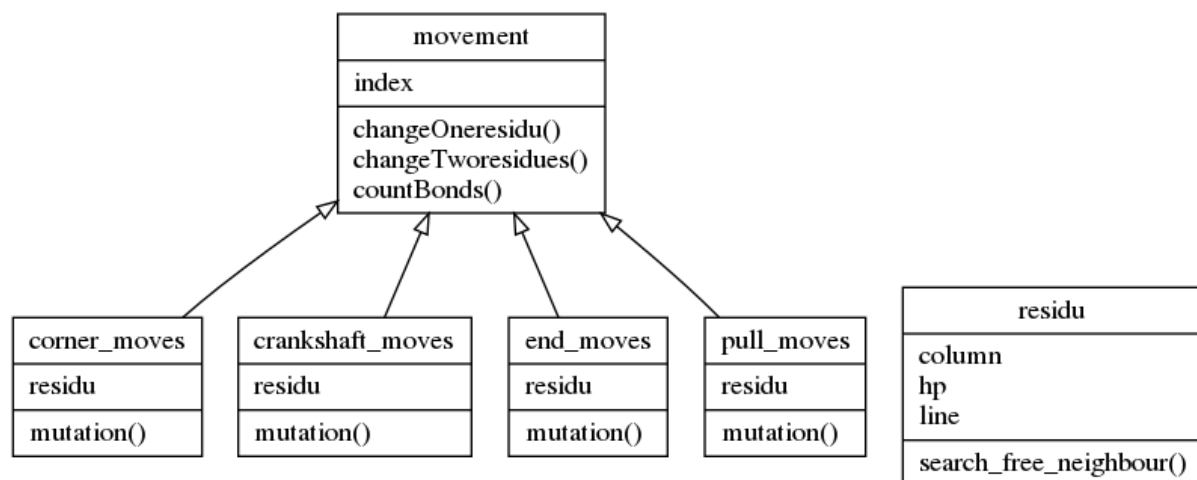 movement
index
changeOneresidu()
changeTworesidues()
countBonds()
corner_moves
residu
mutation()
crankshaft_moves
residu
mutation()
end_moves
residu
mutation()
pull_moves
residu
mutation()
residu
column
hp
line
search_free_neighbour()